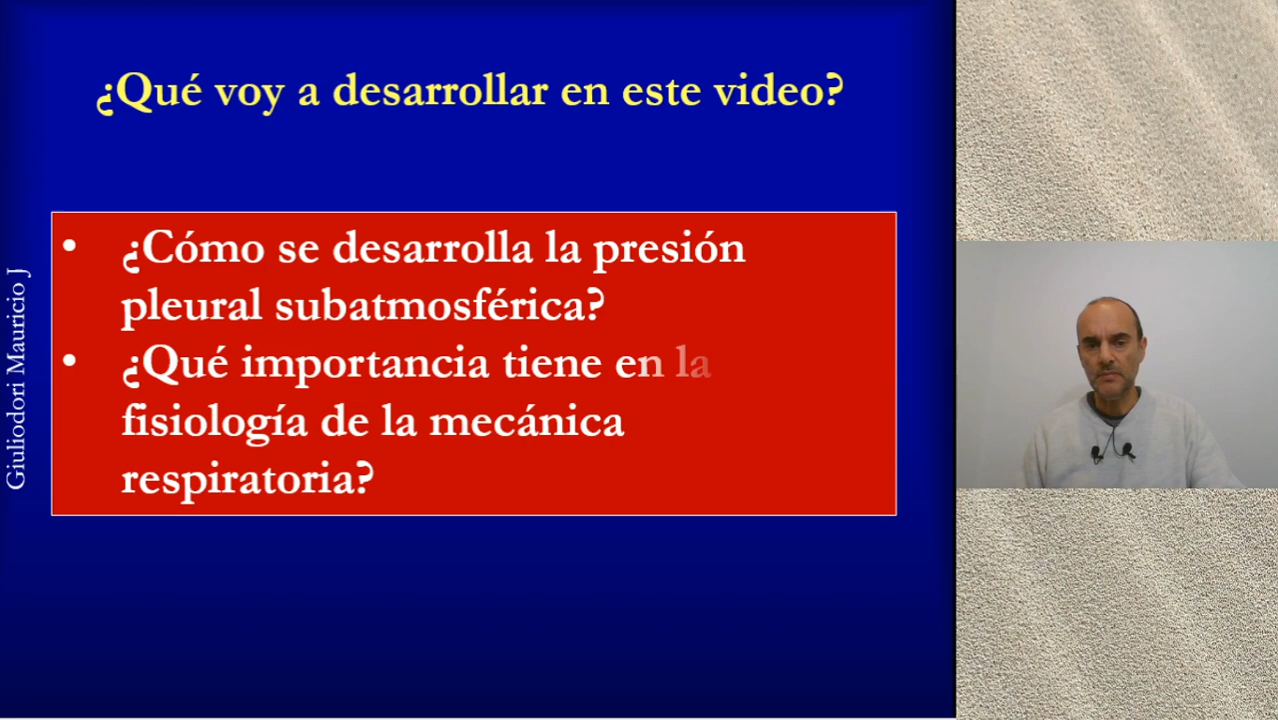 ¿Qué voy a desarrollar en este video?
• ¿Cómo se desarrolla la presión
pleural subatmosférica?
• ¿Qué importancia tiene en la
fisiología de la mecánica
respiratoria?
Giuliodori Mauricio J